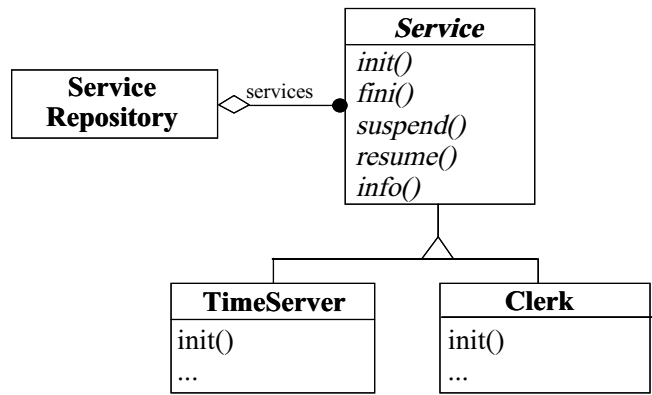 Service
Repository
services
Service
init()
fini()
suspend()
resume()
info()
TimeServer
init()
...
Clerk
init()
...